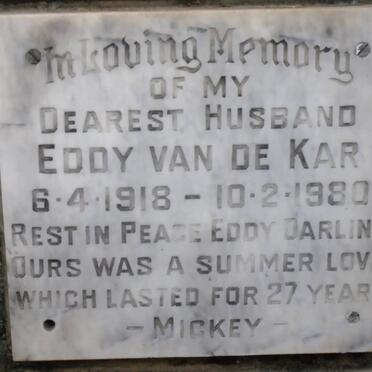 In Loving Memory
OF MY
DEAREST HUSBAND
EDDY VAN DE KAR
6·4·1918 - 10·2·1980
REST IN PEACE EDDY DARLIN
OURS WAS A SUMMER LOV
WHICH LASTED FOR 27 YEAR
- MICKEY -